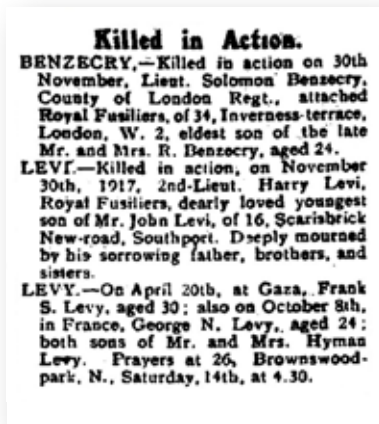 Killed in Action.
BENZECRY.—Killed in action on 30th
November, Lieut. Solomon Benzecry,
County of London Regt., attached
Royal Fusiliers, of 34, Inverness-terrace,
London, W. 2, eldest son of the late
Mr. and Mrs. R. Benzecry, aged 24.
LEVI.—Killed in action, on November
30th, 1917, 2nd-Lieut. Harry Levi,
Royal Fusiliers, dearly loved youngest
son of Mr. John Levi, of 16, Scarisbrick
New-road, Southport. Deeply mourned
by his sorrowing father, brothers, and
sisters.
LEVY.—On April 20th, at Gaza, Frank
S. Levy, aged 30; also on October 8th,
in France, George N. Levy, aged 24;
both sons of Mr. and Mrs. Hyman
Levy. Prayers at 26, Brownswood-
park, N., Saturday, 14th, at 4.30.